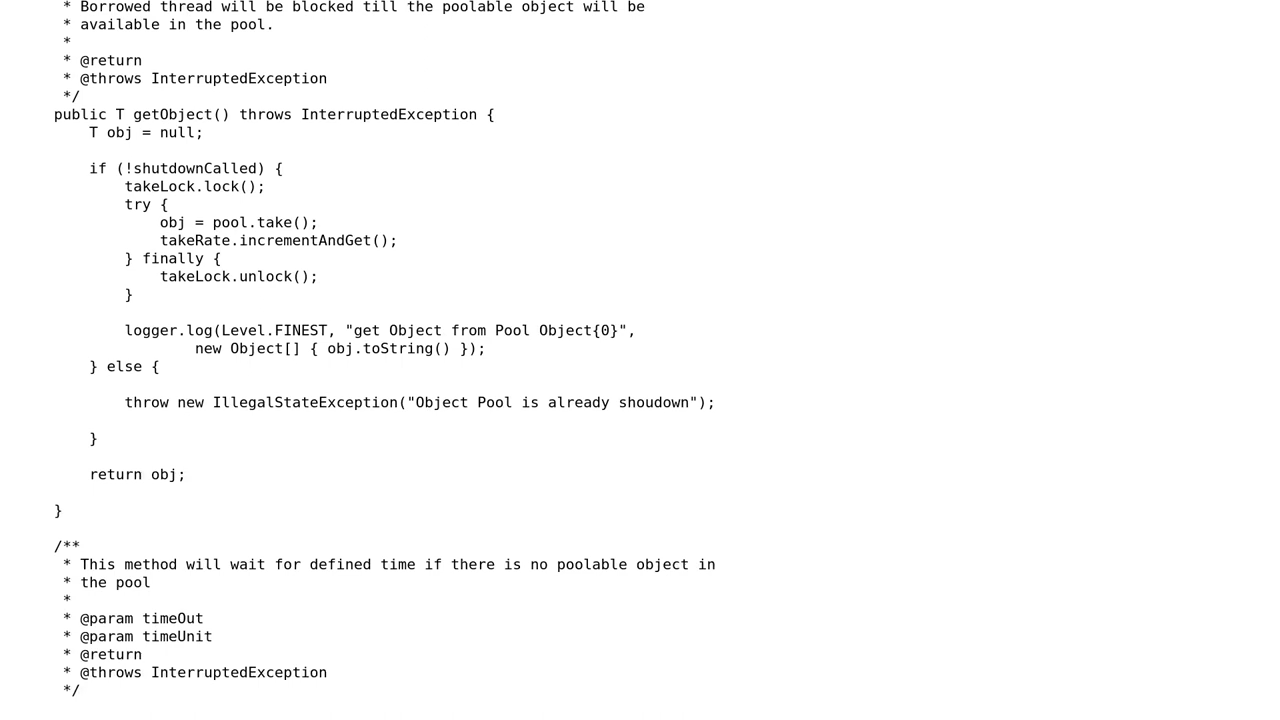 * Borrowed thread will be blocked till the poolable object will be
 * available in the pool.
 *
 * @return
 * @throws InterruptedException
 */
public T getObject() throws InterruptedException {
    T obj = null;

    if (!shutdownCalled) {
        takeLock.lock();
        try {
            obj = pool.take();
            takeRate.incrementAndGet();
        } finally {
            takeLock.unlock();
        }

        logger.log(Level.FINEST, "get Object from Pool Object{0}",
                new Object[] { obj.toString() });
    } else {

        throw new IllegalStateException("Object Pool is already shoudown");

    }

    return obj;

}

/**
 * This method will wait for defined time if there is no poolable object in
 * the pool
 *
 * @param timeOut
 * @param timeUnit
 * @return
 * @throws InterruptedException
 */